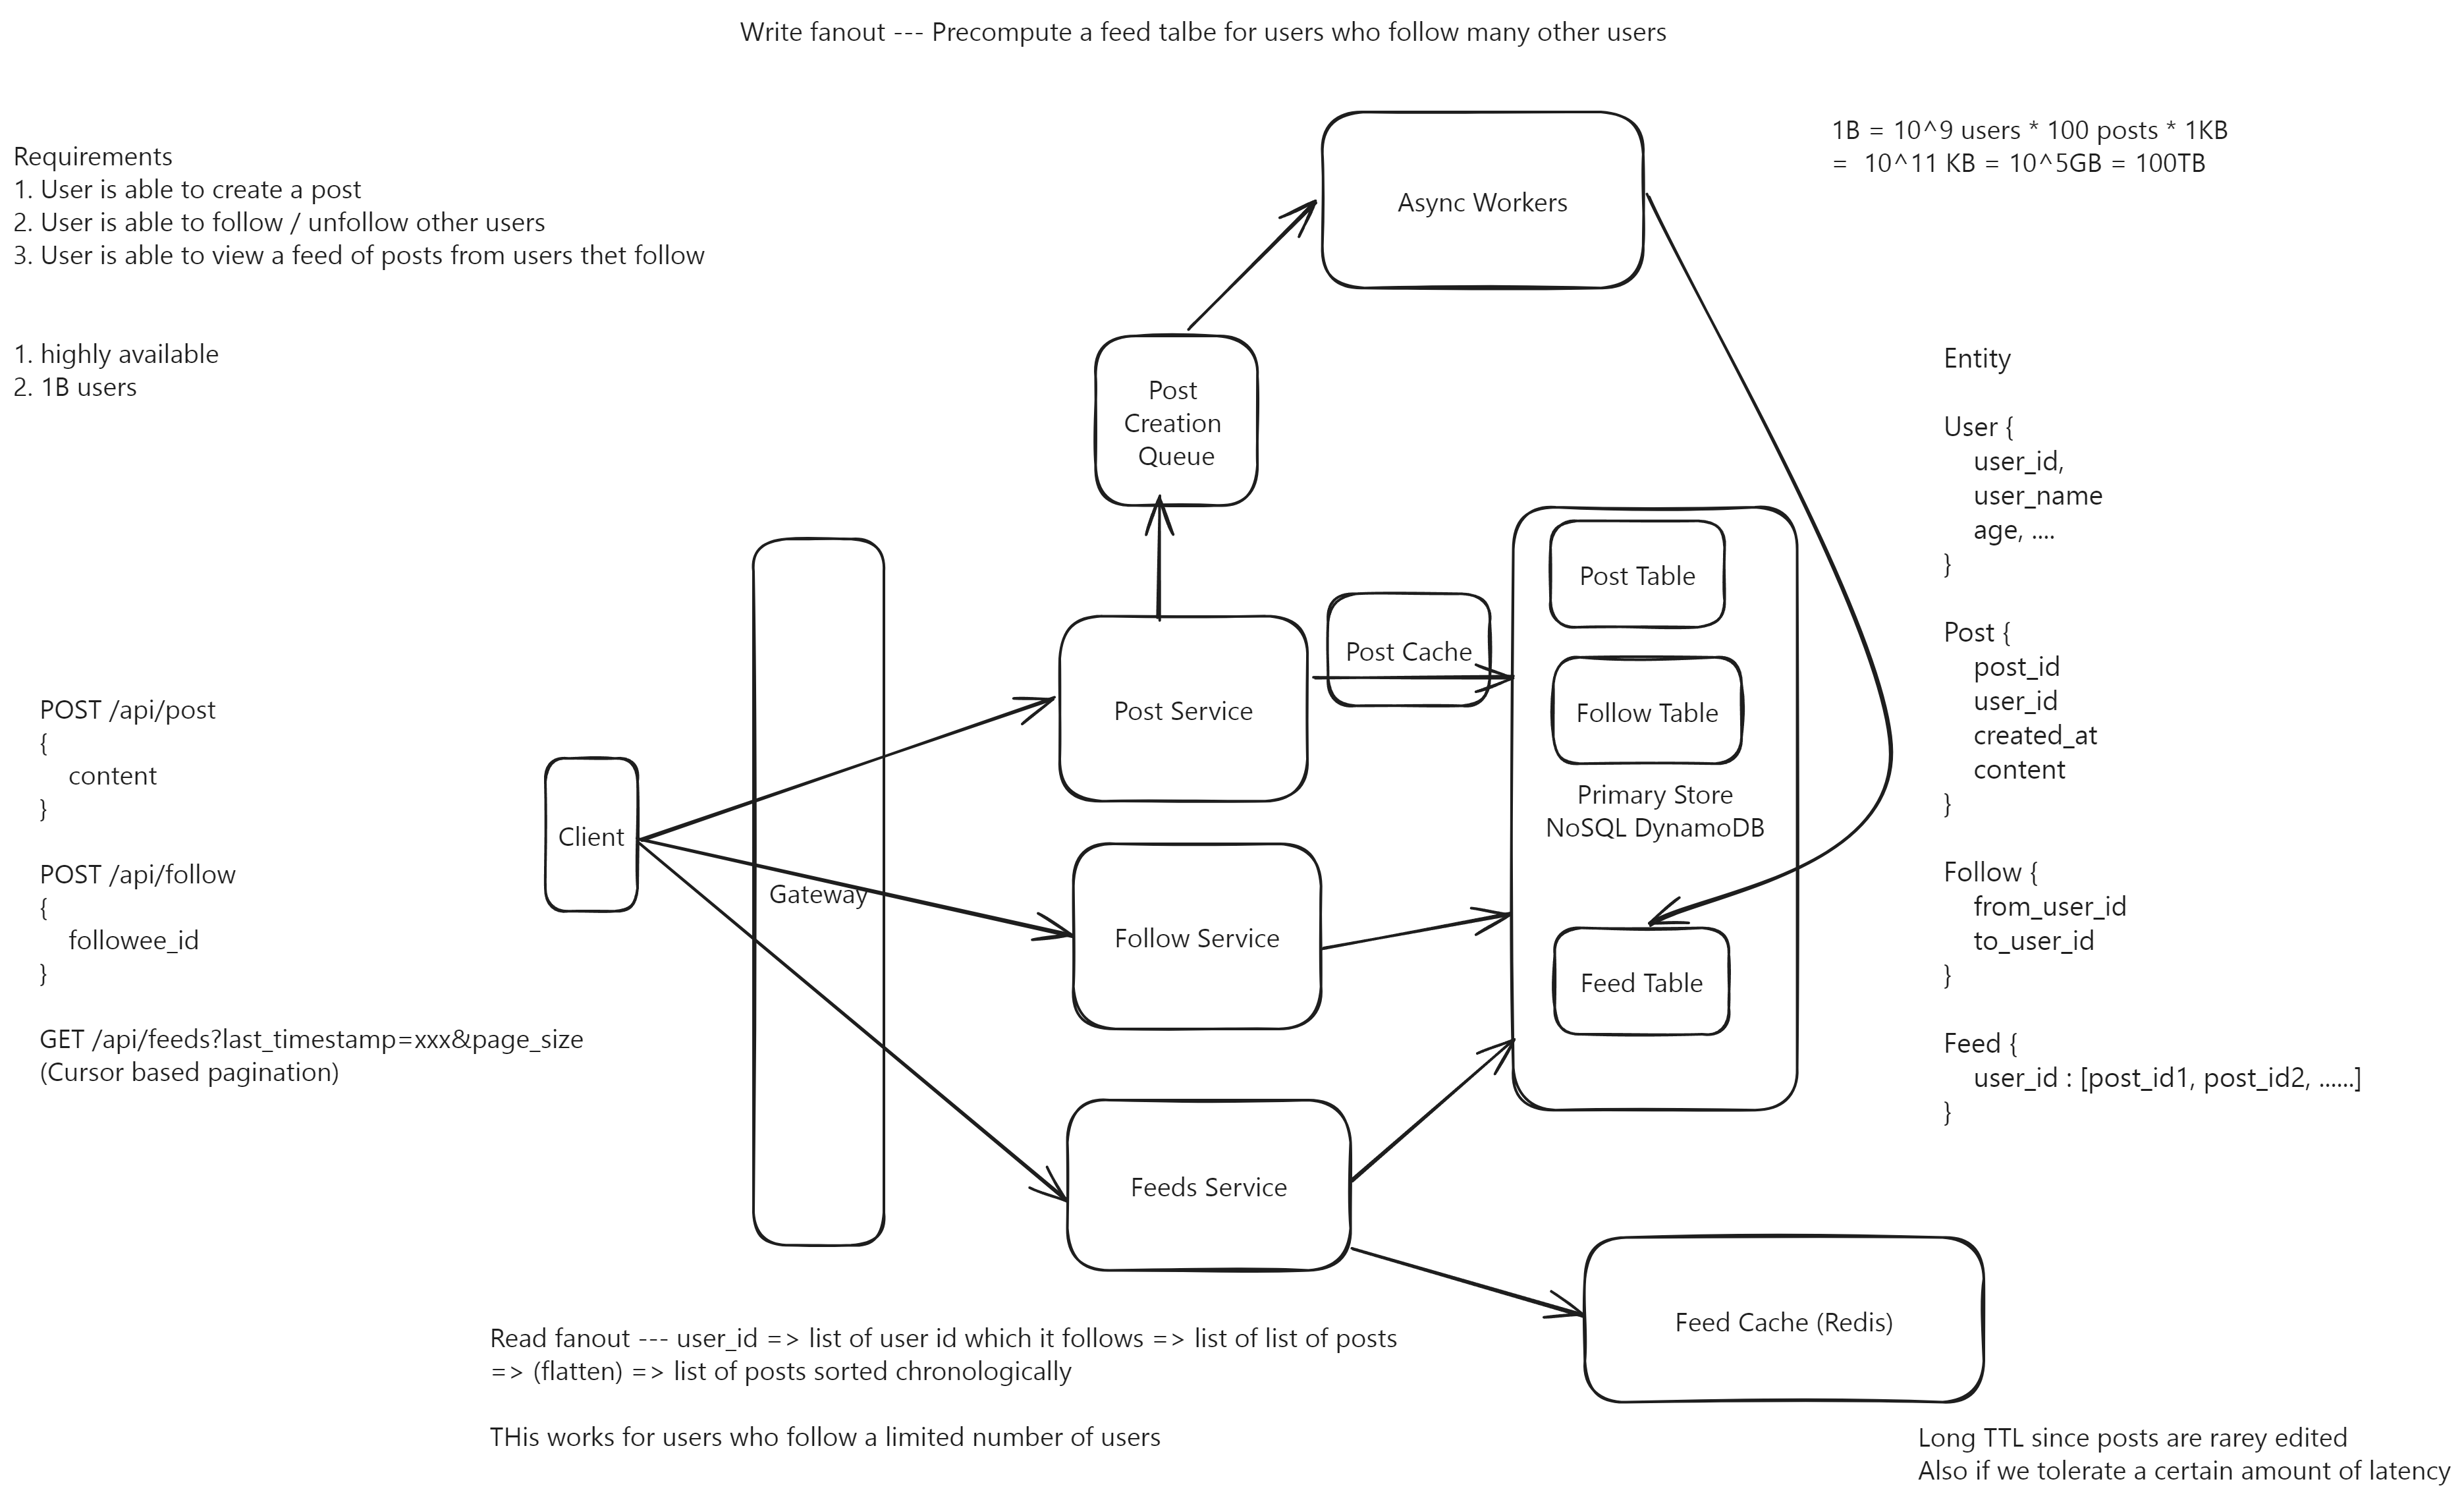 Write fanout --- Precompute a feed talbe for users who follow many other users
1B = 10^9 users * 100 posts * 1KB
=  10^11 KB = 10^5GB = 100TB
Requirements
1. User is able to create a post
2. User is able to follow / unfollow other users
3. User is able to view a feed of posts from users thet follow
1. highly available
2. 1B users
Async Workers
Post
Creation
Queue
Entity
User {
user_id,
user_name
age, ....
}
Post {
post_id
user_id
created_at
content
}
Follow {
from_user_id
to_user_id
}
Feed {
user_id : [post_id1, post_id2, ......]
}
POST /api/post
{
content
}
POST /api/follow
{
followee_id
}
GET /api/feeds?last_timestamp=xxx&page_size
(Cursor based pagination)
Client
Gateway
Post Service
Follow Service
Feeds Service
Post Cache
Post Table
Follow Table
Primary Store
NoSQL DynamoDB
Feed Table
Feed Cache (Redis)
Read fanout --- user_id => list of user id which it follows => list of list of posts
=> (flatten) => list of posts sorted chronologically
THis works for users who follow a limited number of users
Long TTL since posts are rarey edited
Also if we tolerate a certain amount of latency